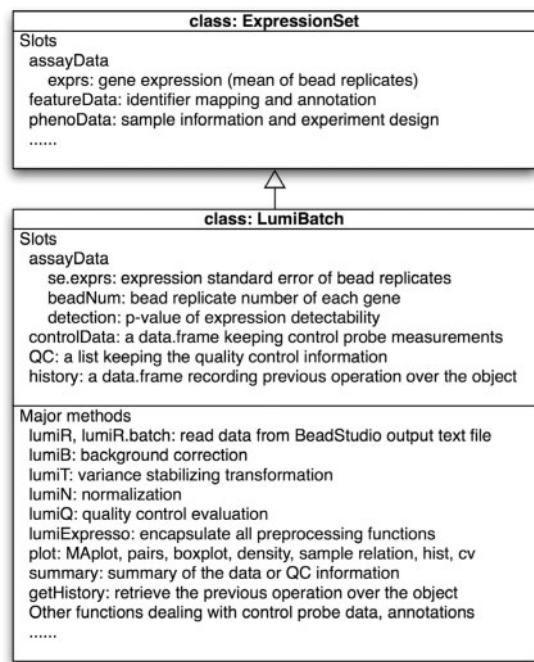 class: ExpressionSet
Slots
assayData
exprs: gene expression (mean of bead replicates)
featureData: identifier mapping and annotation
phenoData: sample information and experiment design
......
class: LumiBatch
Slots
assayData
se.exprs: expression standard error of bead replicates
beadNum: bead replicate number of each gene
detection: p-value of expression detectability
controlData: a data.frame keeping control probe measurements
QC: a list keeping the quality control information
history: a data.frame recording previous operation over the object
Major methods
lumiR, lumiR.batch: read data from BeadStudio output text file
lumiB: background correction
lumiT: variance stabilizing transformation
lumiN: normalization
lumiQ: quality control evaluation
lumiExpresso: encapsulate all preprocessing functions
plot: MAplot, pairs, boxplot, density, sample relation, hist, cv
summary: summary of the data or QC information
getHistory: retrieve the previous operation over the object
Other functions dealing with control probe data, annotations
......